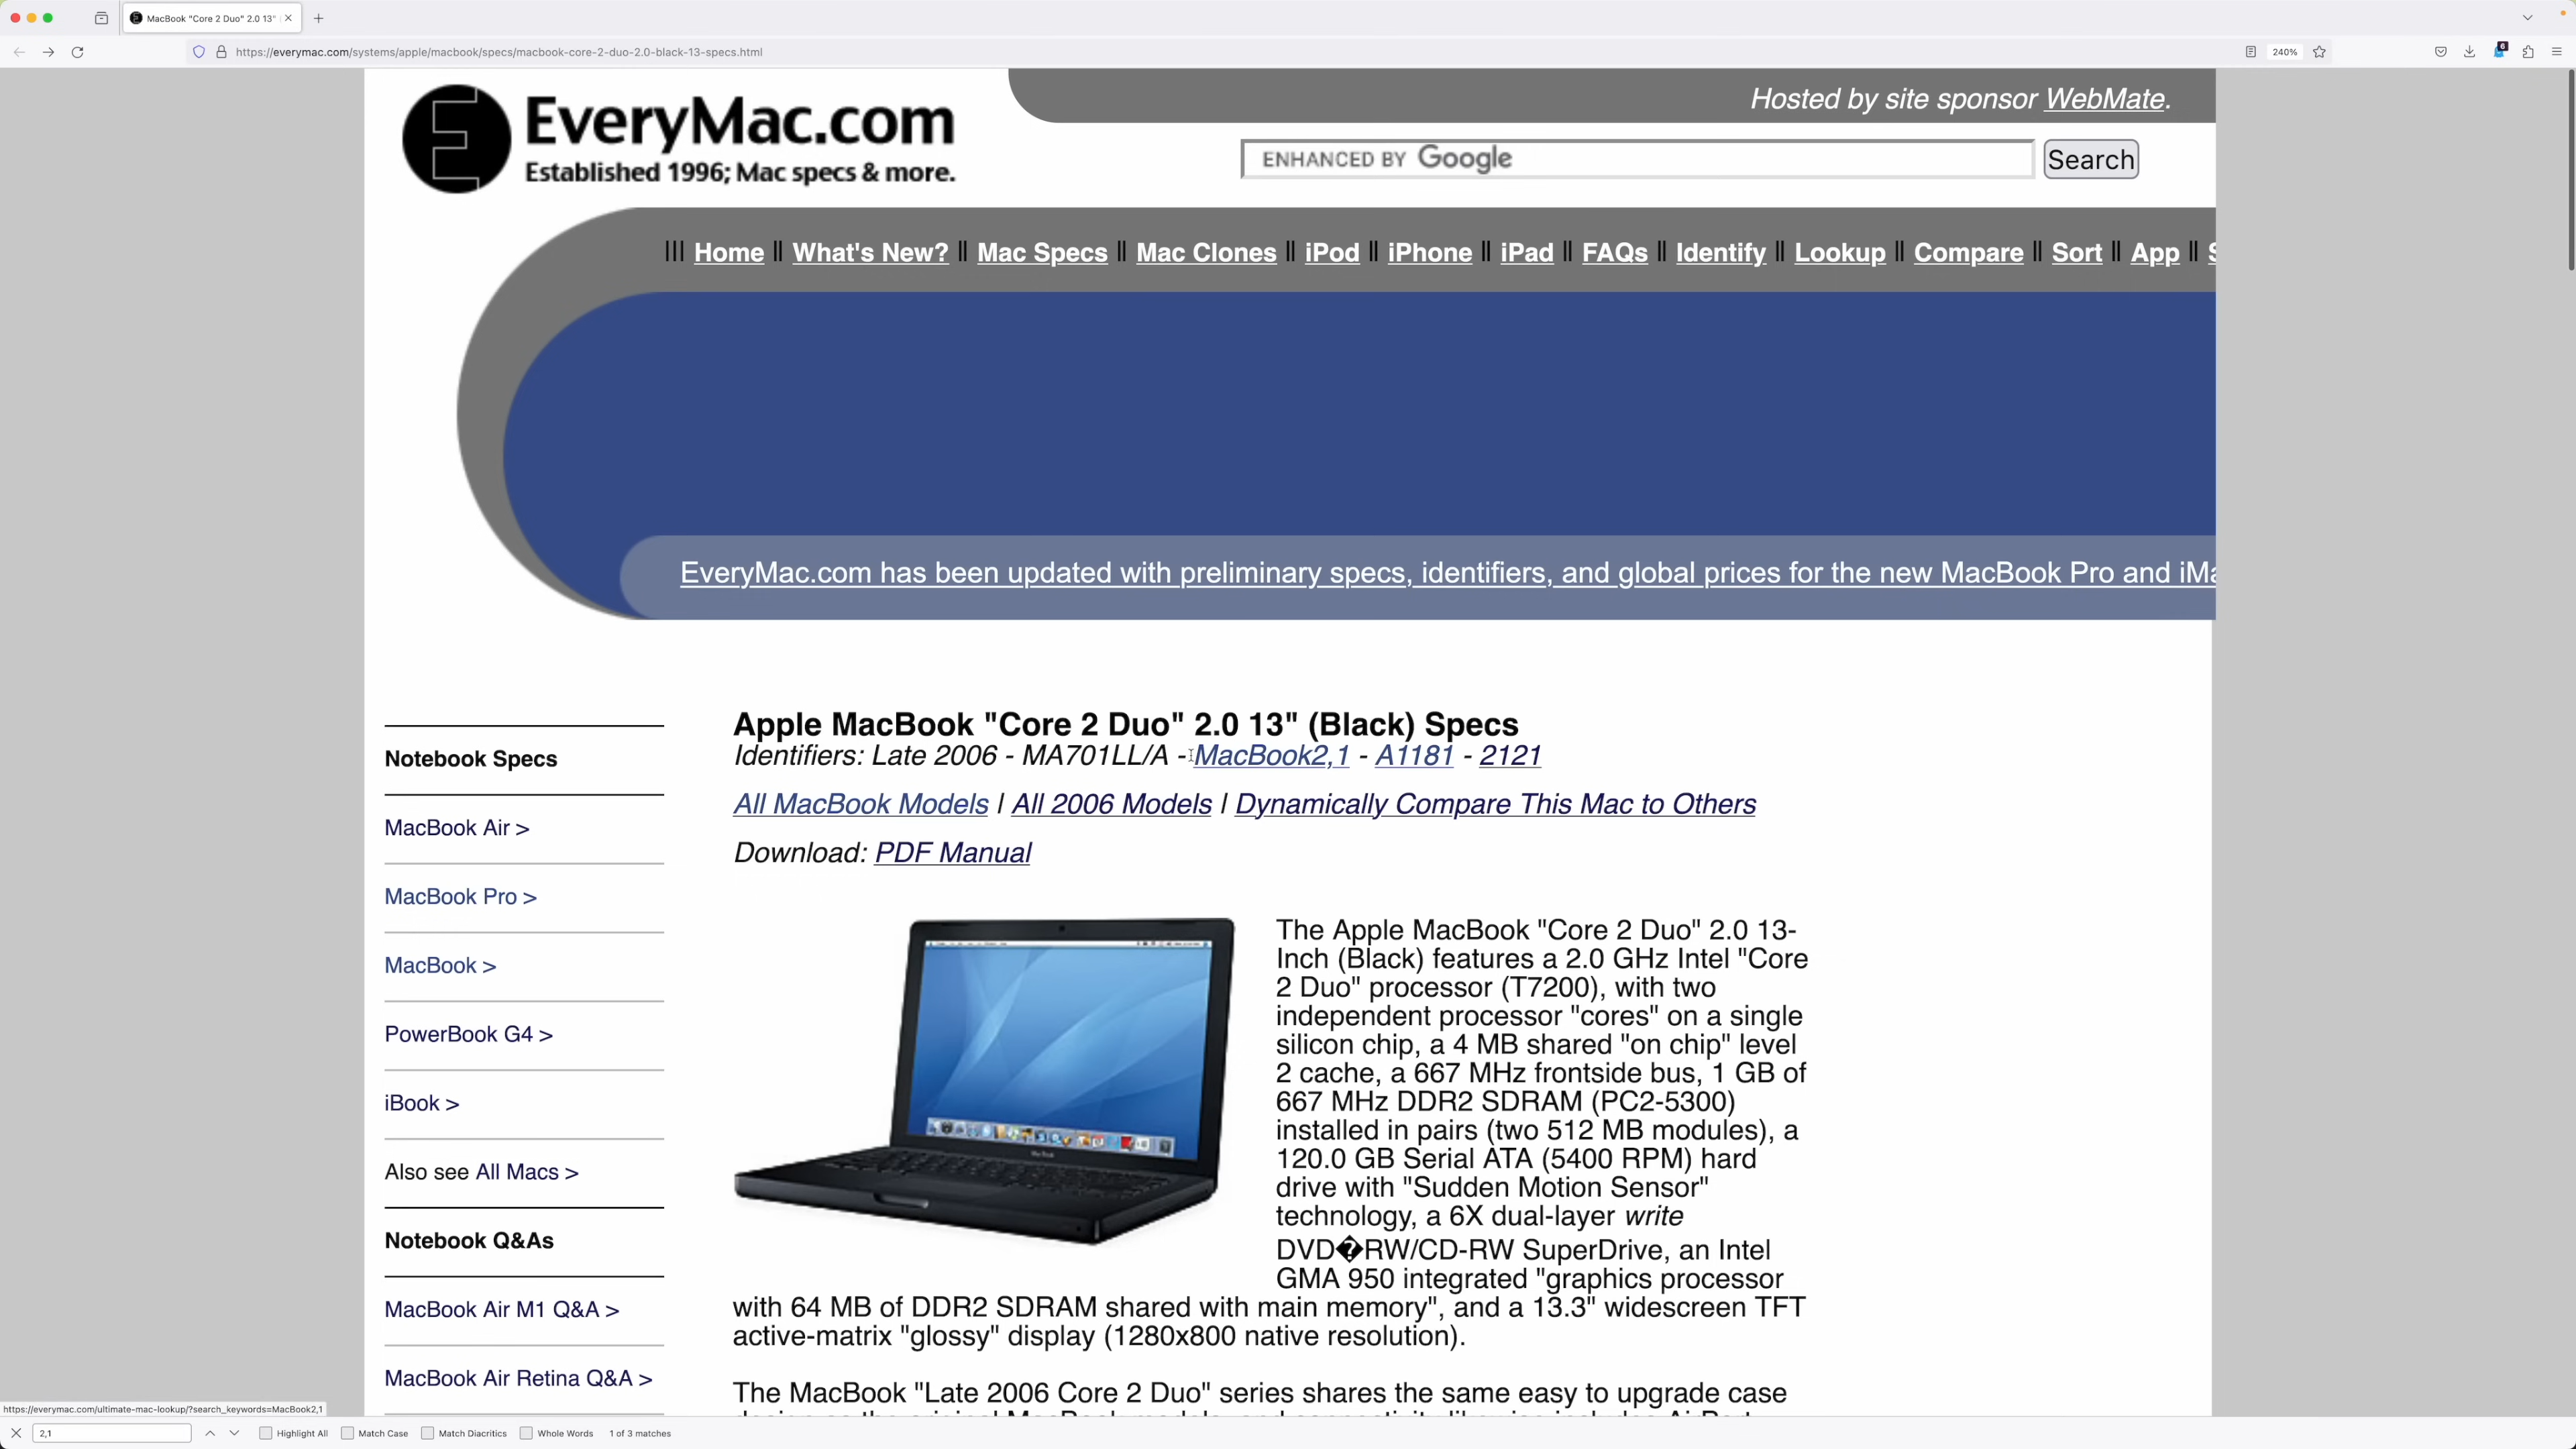 MacBook "Core 2 Duo" 2.0 13"
https://everymac.com/systems/apple/macbook/specs/macbook-core-2-duo-2.0-black-13-specs.html
240%
6
EveryMac.com
Established 1996; Mac specs & more.
Hosted by site sponsor WebMate.
ENHANCED BY Google
Search
||| Home || What's New? || Mac Specs || Mac Clones || iPod || iPhone || iPad || FAQs || Identify || Lookup || Compare || Sort || App ||
EveryMac.com has been updated with preliminary specs, identifiers, and global prices for the new MacBook Pro and iMa
Notebook Specs
MacBook Air >
MacBook Pro >
MacBook >
PowerBook G4 >
iBook >
Also see All Macs >
Notebook Q&As
MacBook Air M1 Q&A >
MacBook Air Retina Q&A >
Apple MacBook "Core 2 Duo" 2.0 13" (Black) Specs
Identifiers: Late 2006 - MA701LL/A - MacBook2,1 - A1181 - 2121
All MacBook Models | All 2006 Models | Dynamically Compare This Mac to Others
Download: PDF Manual
The Apple MacBook "Core 2 Duo" 2.0 13-
Inch (Black) features a 2.0 GHz Intel "Core
2 Duo" processor (T7200), with two
independent processor "cores" on a single
silicon chip, a 4 MB shared "on chip" level
2 cache, a 667 MHz frontside bus, 1 GB of
667 MHz DDR2 SDRAM (PC2-5300)
installed in pairs (two 512 MB modules), a
120.0 GB Serial ATA (5400 RPM) hard
drive with "Sudden Motion Sensor"
technology, a 6X dual-layer write
DVD�RW/CD-RW SuperDrive, an Intel
GMA 950 integrated "graphics processor
with 64 MB of DDR2 SDRAM shared with main memory", and a 13.3" widescreen TFT
active-matrix "glossy" display (1280x800 native resolution).
The MacBook "Late 2006 Core 2 Duo" series shares the same easy to upgrade case
https://everymac.com/ultimate-mac-lookup/?search_keywords=MacBook2,1
2,1
Highlight All
Match Case
Match Diacritics
Whole Words
1 of 3 matches